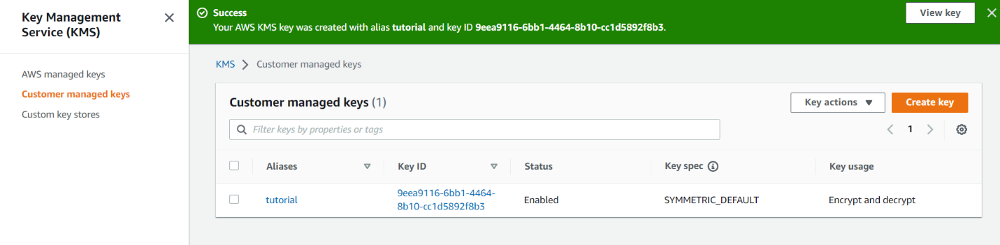 Key Management
Service (KMS)
AWS managed keys
Customer managed keys
Custom key stores
Success
Your AWS KMS key was created with alias tutorial and key ID 9eea9116-6bb1-4464-8b10-cc1d5892f8b3.
View key
KMS > Customer managed keys
Customer managed keys (1)
Key actions
Create key
Filter keys by properties or tags
1
Aliases Key ID Status Key spec Key usage
tutorial 9eea9116-6bb1-4464- Enabled SYMMETRIC_DEFAULT Encrypt and decrypt
8b10-cc1d5892f8b3